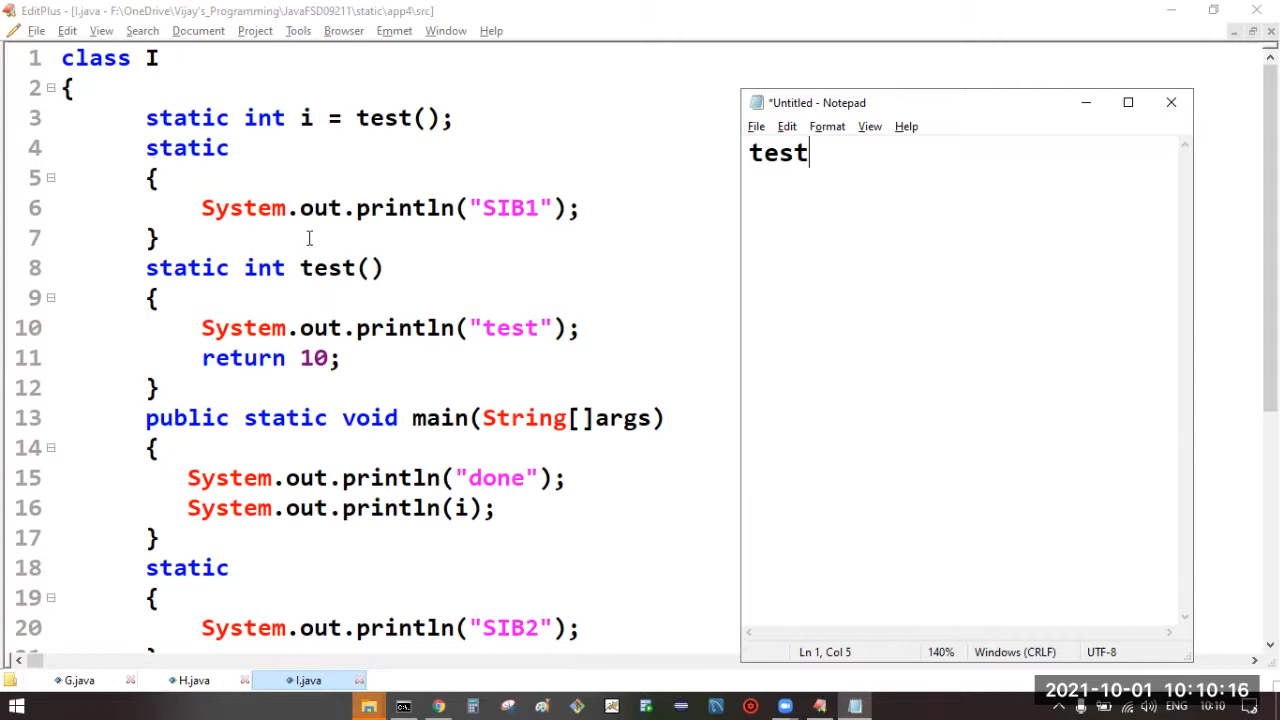 EditPlus - [I.java - F:\OneDrive\Vijay's_Programming\JavaFSD09211\static\app4\src]
File Edit View Search Document Project Tools Browser Emmet Window Help
1 class I
2 {
3 static int i = test();
4 static
5 {
6 System.out.println("SIB1");
7 }
8 static int test()
9 {
10 System.out.println("test");
11 return 10;
12 }
13 public static void main(String[]args)
14 {
15 System.out.println("done");
16 System.out.println(i);
17 }
18 static
19 {
20 System.out.println("SIB2");
21 }
*Untitled - Notepad
File Edit Format View Help
test
Ln 1, Col 5 140% Windows (CRLF) UTF-8
G.java H.java I.java
2021-10-01 10:10:16
ENG 10:10